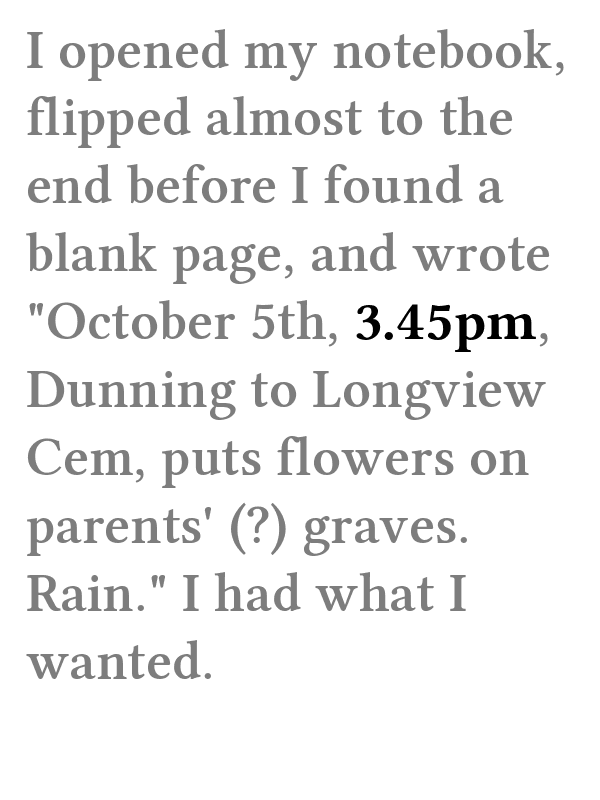 I opened my notebook,
flipped almost to the
end before I found a
blank page, and wrote
"October 5th, 3.45pm,
Dunning to Longview
Cem, puts flowers on
parents' (?) graves.
Rain." I had what I
wanted.